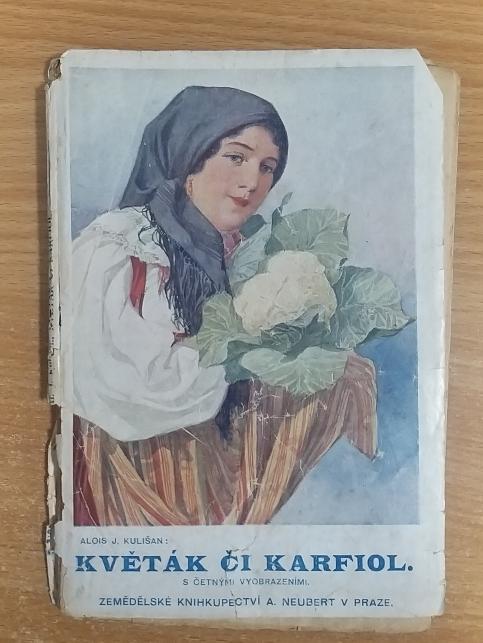 ALOIS J. KULIŠAN:
KVĚTÁK ČI KARFIOL.
S ČETNÝMI VYOBRAZENÍMI.
ZEMĚDĚLSKÉ KNIHKUPECTVÍ A. NEUBERT V PRAZE.